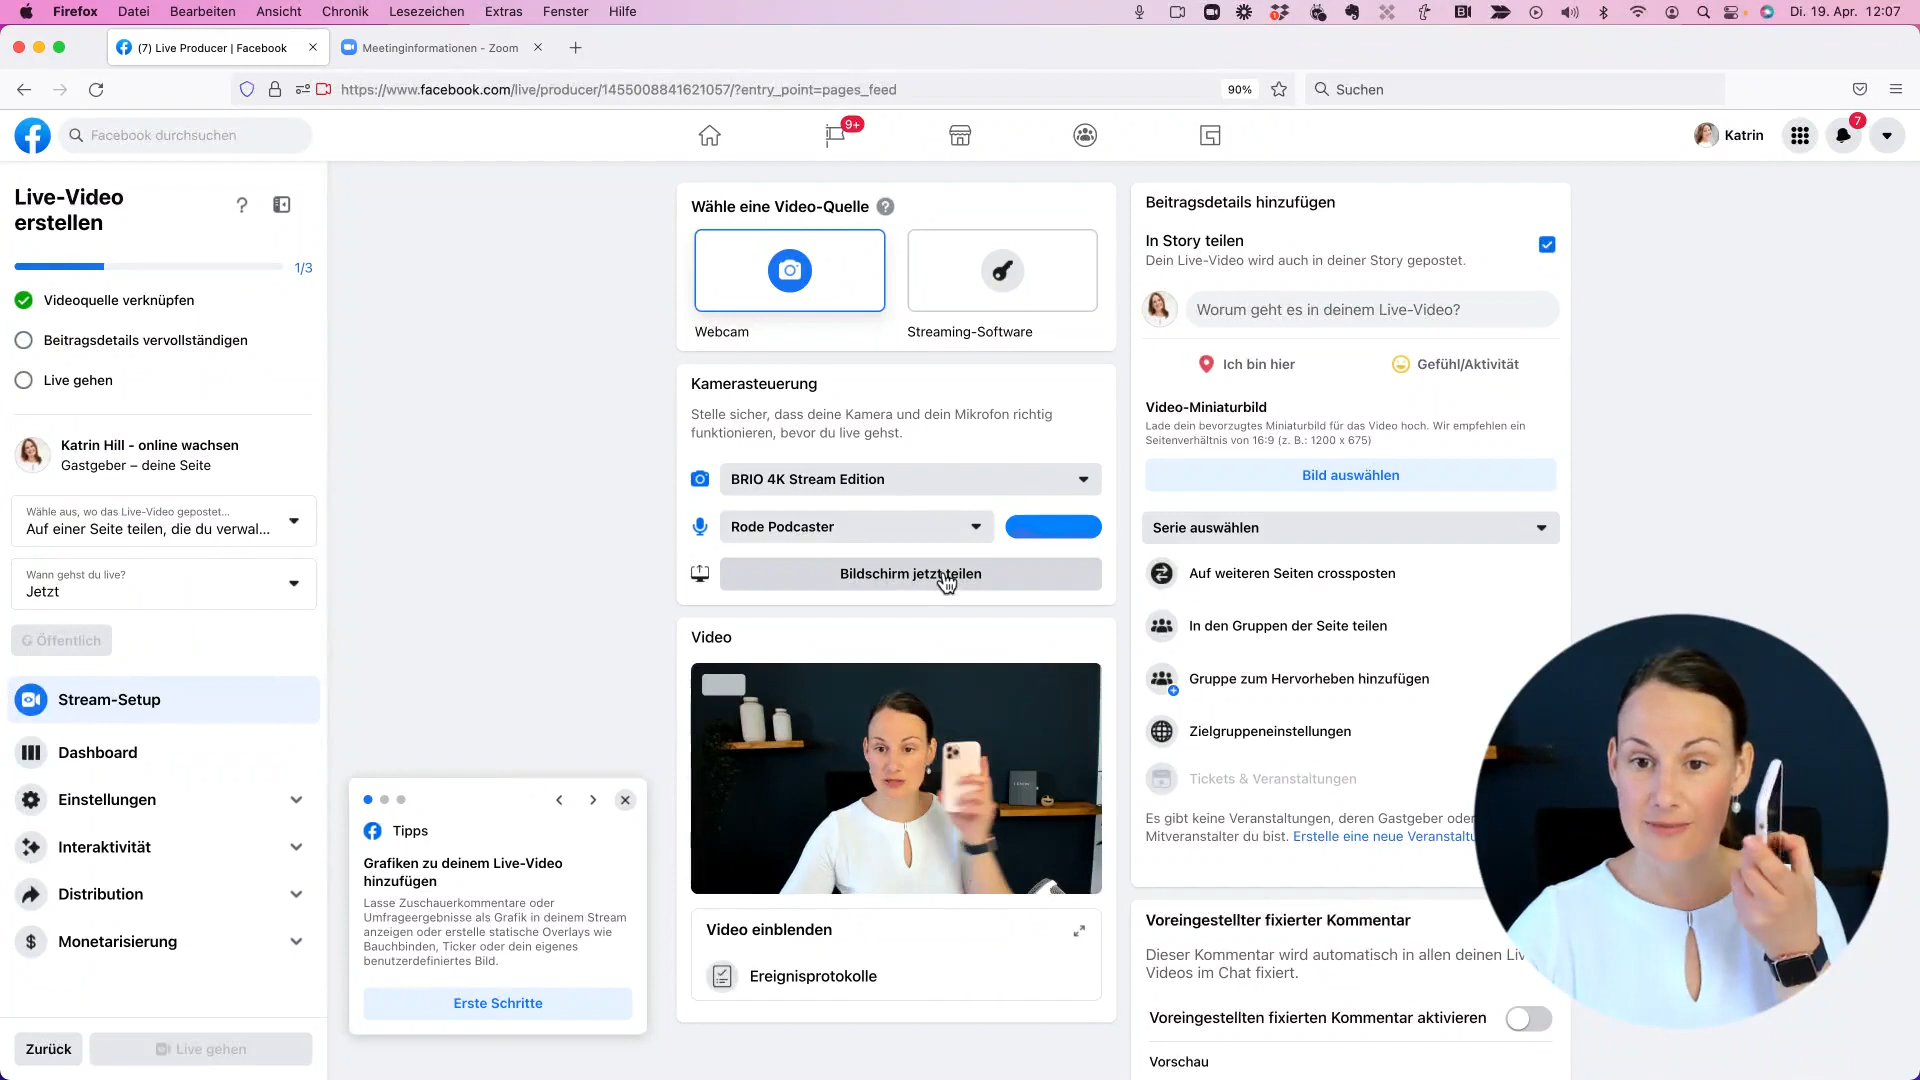 Firefox Datei Bearbeiten Ansicht Chronik Lesezeichen Extras Fenster Hilfe
Di. 19. Apr. 12:07
(7) Live Producer | Facebook
Meetinginformationen - Zoom
https://www.facebook.com/live/producer/1455008841621057/?entry_point=pages_feed
90%
Suchen
Facebook durchsuchen
9+
Katrin
7
Live-Video
erstellen
?
1/3
Videoquelle verknüpfen
Beitragsdetails vervollständigen
Live gehen
Katrin Hill - online wachsen
Gastgeber – deine Seite
Wähle aus, wo das Live-Video gepostet...
Auf einer Seite teilen, die du verwal...
Wann gehst du live?
Jetzt
Öffentlich
Stream-Setup
Dashboard
Einstellungen
Interaktivität
Distribution
Monetarisierung
Zurück
Live gehen
Tipps
Grafiken zu deinem Live-Video
hinzufügen
Lasse Zuschauerkommentare oder
Umfrageergebnisse als Grafik in deinem Stream
anzeigen oder erstelle statische Overlays wie
Bauchbinden, Ticker oder dein eigenes
benutzerdefiniertes Bild.
Erste Schritte
Wähle eine Video-Quelle ?
Webcam
Streaming-Software
Kamerasteuerung
Stelle sicher, dass deine Kamera und dein Mikrofon richtig
funktionieren, bevor du live gehst.
BRIO 4K Stream Edition
Rode Podcaster
Bildschirm jetzt teilen
Video
Video einblenden
Ereignisprotokolle
Beitragsdetails hinzufügen
In Story teilen
Dein Live-Video wird auch in deiner Story gepostet.
Worum geht es in deinem Live-Video?
Ich bin hier
Gefühl/Aktivität
Video-Miniaturbild
Lade dein bevorzugtes Miniaturbild für das Video hoch. Wir empfehlen ein
Seitenverhältnis von 16:9 (z. B.: 1200 x 675)
Bild auswählen
Serie auswählen
Auf weiteren Seiten crossposten
In den Gruppen der Seite teilen
Gruppe zum Hervorheben hinzufügen
Zielgruppeneinstellungen
Tickets & Veranstaltungen
Es gibt keine Veranstaltungen, deren Gastgeber oder
Mitveranstalter du bist. Erstelle eine neue Veranstaltu
Voreingestellter fixierter Kommentar
Dieser Kommentar wird automatisch in allen deinen Liv
Videos im Chat fixiert.
Voreingestellten fixierten Kommentar aktivieren
Vorschau